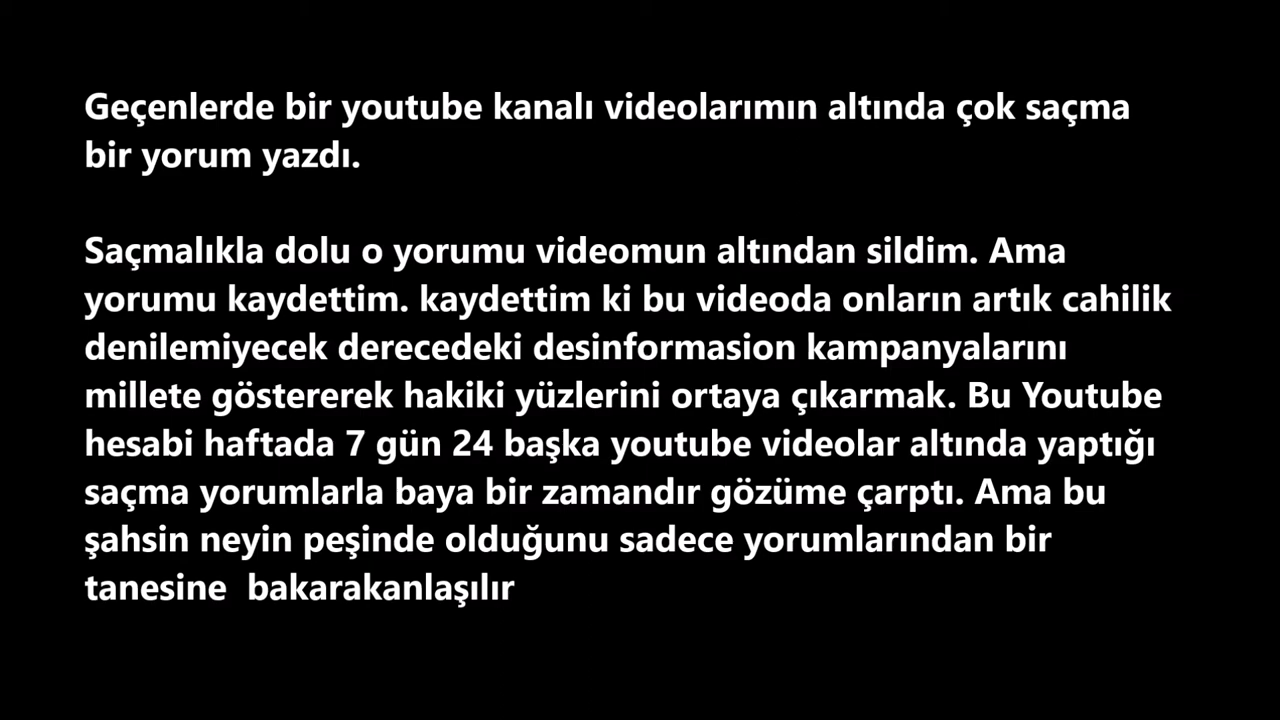 Geçenlerde bir youtube kanalı videolarımın altında çok saçma
bir yorum yazdı.
Saçmalıkla dolu o yorumu videomun altından sildim. Ama
yorumu kaydettim. kaydettim ki bu videoda onların artık cahilik
denilemiyecek derecedeki desinformasion kampanyalarını
millete göstererek hakiki yüzlerini ortaya çıkarmak. Bu Youtube
hesabi haftada 7 gün 24 başka youtube videolar altında yaptığı
saçma yorumlarla baya bir zamandır gözüme çarptı. Ama bu
şahsin neyin peşinde olduğunu sadece yorumlarından bir
tanesine  bakarakanlaşılır